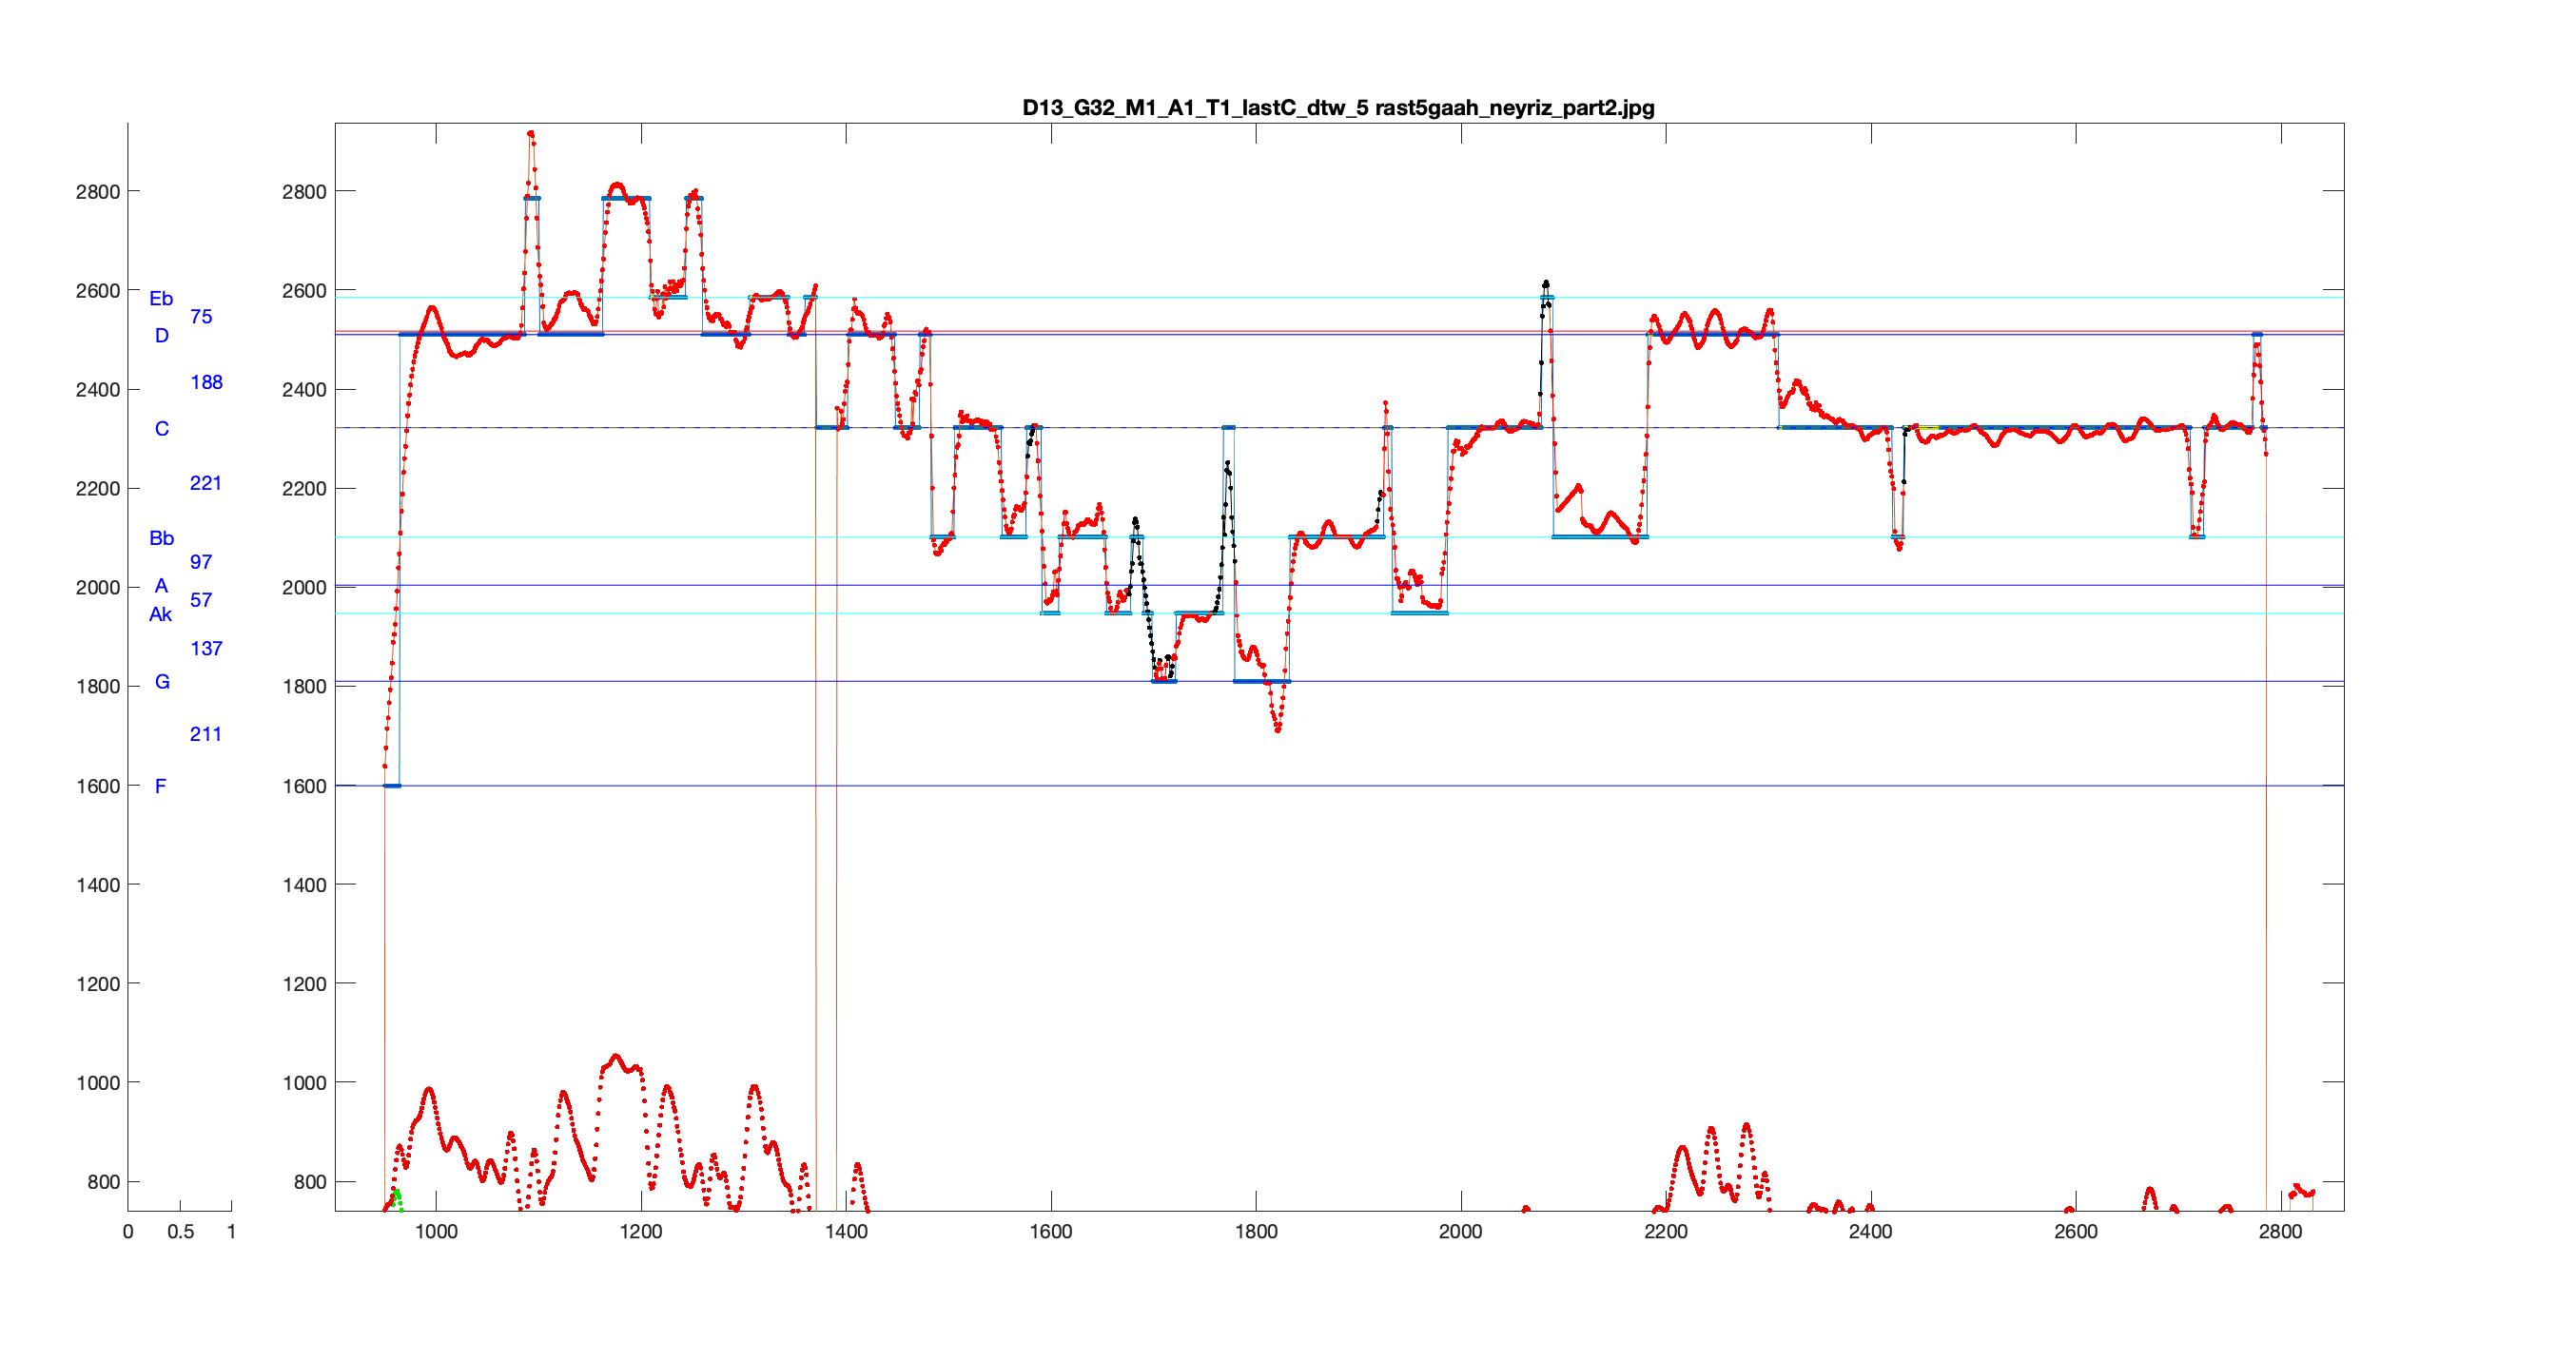 D13_G32_M1_A1_T1_lastC_dtw_5 rast5gaah_neyriz_part2.jpg
2800 2800
2600 Eb 2600
75
D
188
2400 2400
C
221
2200 2200
Bb
97
2000 A 2000
57
Ak
137
1800 G 1800
211
1600 F 1600
1400 1400
1200 1200
1000 1000
800 800
0 0.5 1 1000 1200 1400 1600 1800 2000 2200 2400 2600 2800